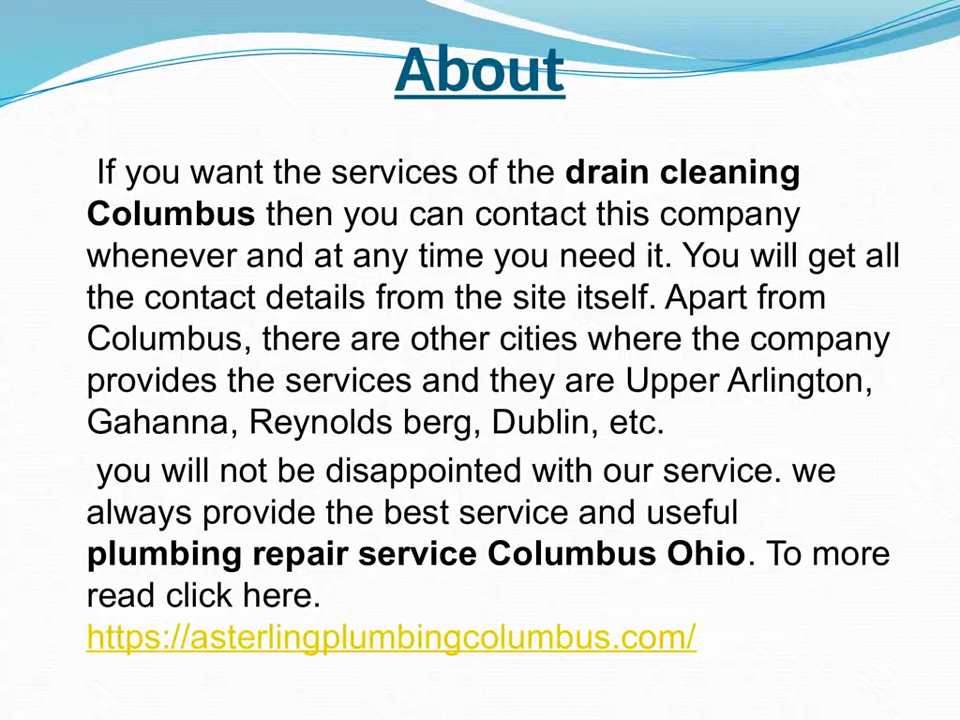 About
If you want the services of the drain cleaning
Columbus then you can contact this company
whenever and at any time you need it. You will get all
the contact details from the site itself. Apart from
Columbus, there are other cities where the company
provides the services and they are Upper Arlington,
Gahanna, Reynolds berg, Dublin, etc.
you will not be disappointed with our service. we
always provide the best service and useful
plumbing repair service Columbus Ohio. To more
read click here.
https://asterlingplumbingcolumbus.com/